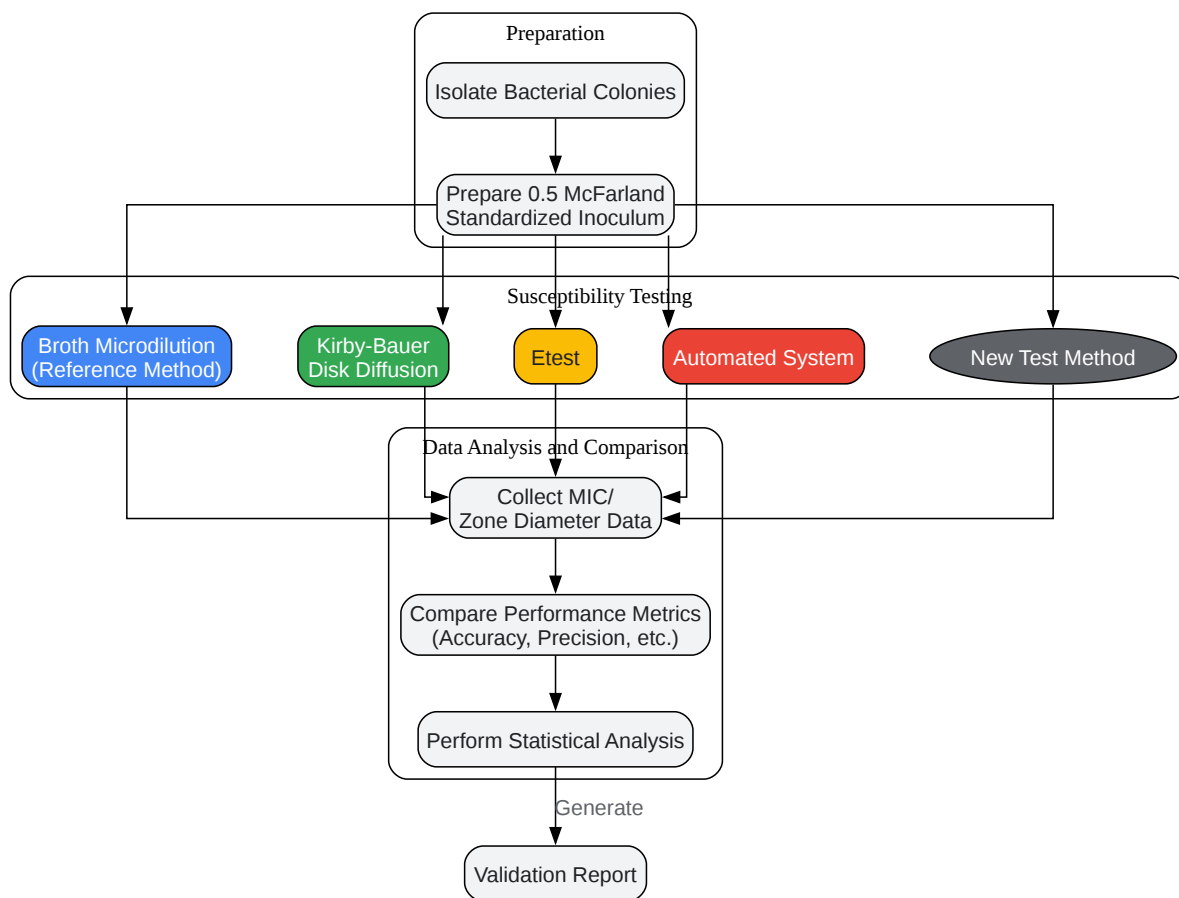 Preparation
Isolate Bacterial Colonies
Prepare 0.5 McFarland
Standardized Inoculum
Susceptibility Testing
Broth Microdilution
(Reference Method)
Kirby-Bauer
Disk Diffusion
Etest
Automated System
New Test Method
Data Analysis and Comparison
Collect MIC/
Zone Diameter Data
Compare Performance Metrics
(Accuracy, Precision, etc.)
Perform Statistical Analysis
Generate
Validation Report